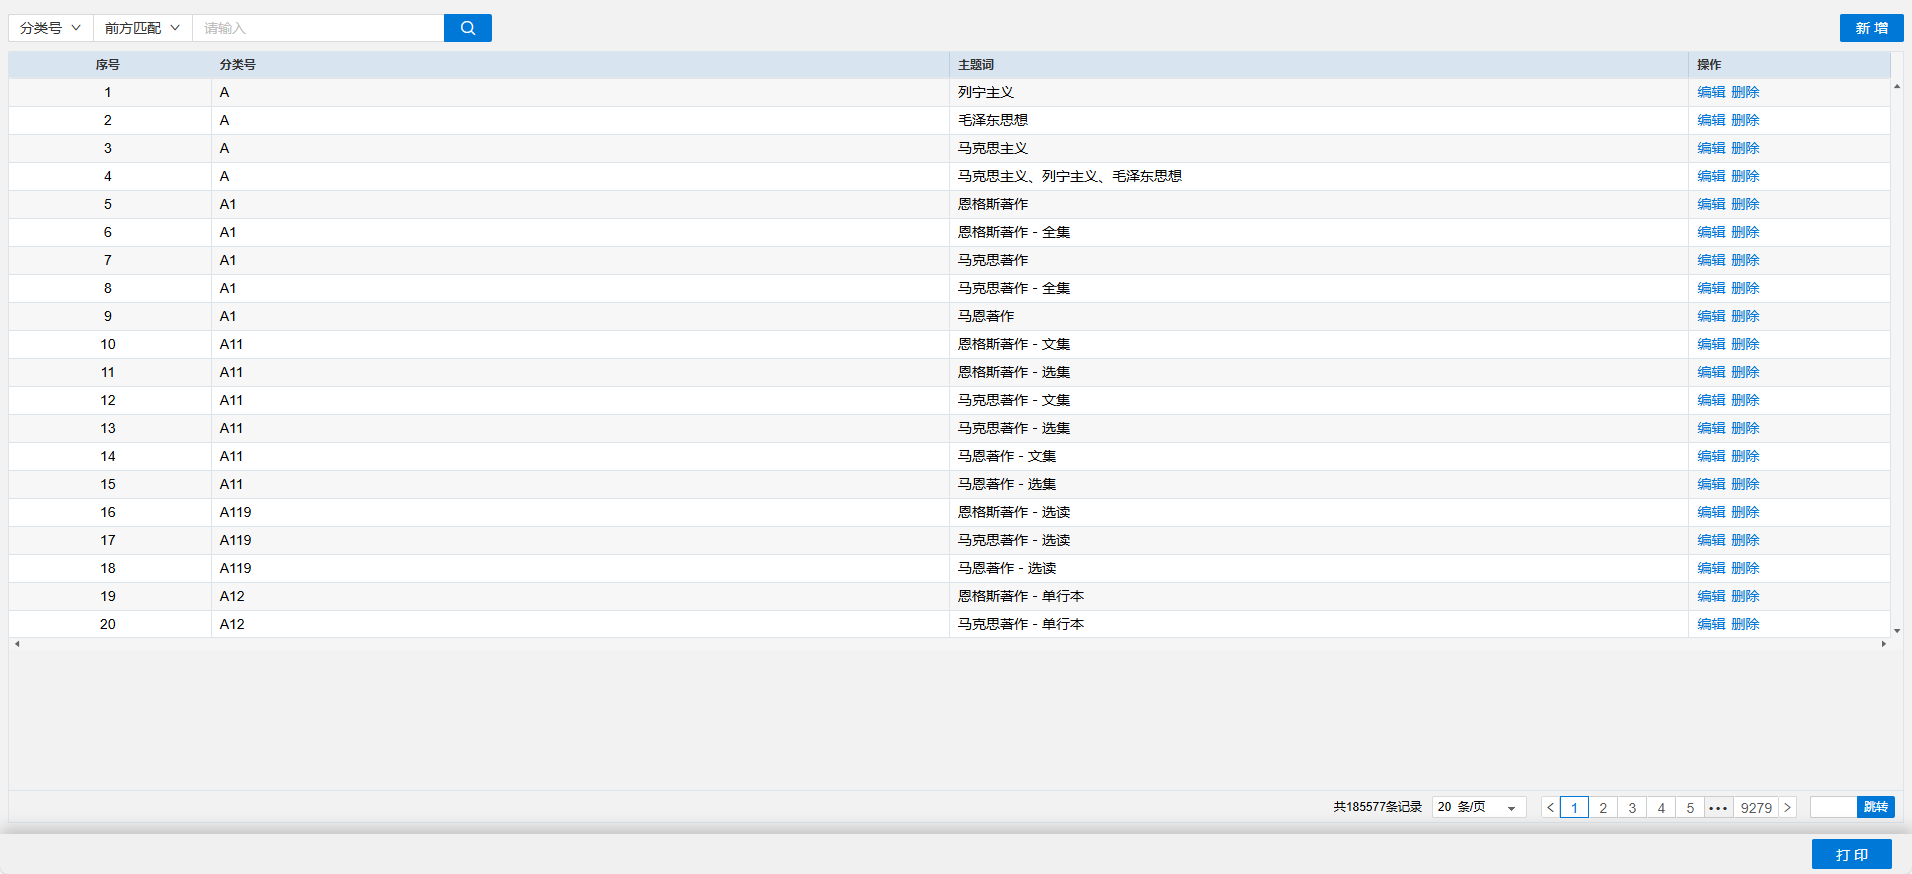 分类号 前方匹配 请输入 新 增
序号 分类号 主题词 操作
1 A 列宁主义 编辑 删除
2 A 毛泽东思想 编辑 删除
3 A 马克思主义 编辑 删除
4 A 马克思主义、列宁主义、毛泽东思想 编辑 删除
5 A1 恩格斯著作 编辑 删除
6 A1 恩格斯著作 - 全集 编辑 删除
7 A1 马克思著作 编辑 删除
8 A1 马克思著作 - 全集 编辑 删除
9 A1 马恩著作 编辑 删除
10 A11 恩格斯著作 - 文集 编辑 删除
11 A11 恩格斯著作 - 选集 编辑 删除
12 A11 马克思著作 - 文集 编辑 删除
13 A11 马克思著作 - 选集 编辑 删除
14 A11 马恩著作 - 文集 编辑 删除
15 A11 马恩著作 - 选集 编辑 删除
16 A119 恩格斯著作 - 选读 编辑 删除
17 A119 马克思著作 - 选读 编辑 删除
18 A119 马恩著作 - 选读 编辑 删除
19 A12 恩格斯著作 - 单行本 编辑 删除
20 A12 马克思著作 - 单行本 编辑 删除
共185577条记录 20 条/页 < 1 2 3 4 5 ••• 9279 > 跳转
打 印